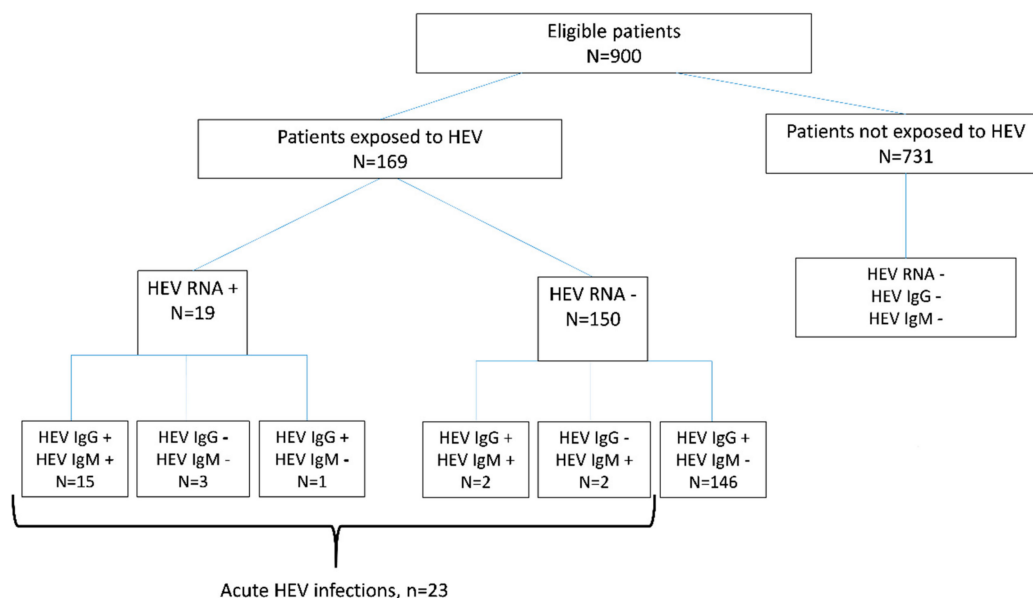 Eligible patients
N=900
Patients exposed to HEV
N=169
Patients not exposed to HEV
N=731
HEV RNA +
N=19
HEV RNA -
N=150
HEV RNA -
HEV IgG -
HEV IgM -
HEV IgG +
HEV IgM +
N=15
HEV IgG -
HEV IgM -
N=3
HEV IgG +
HEV IgM -
N=1
HEV IgG +
HEV IgM +
N=2
HEV IgG -
HEV IgM +
N=2
HEV IgG +
HEV IgM -
N=146
Acute HEV infections, n=23